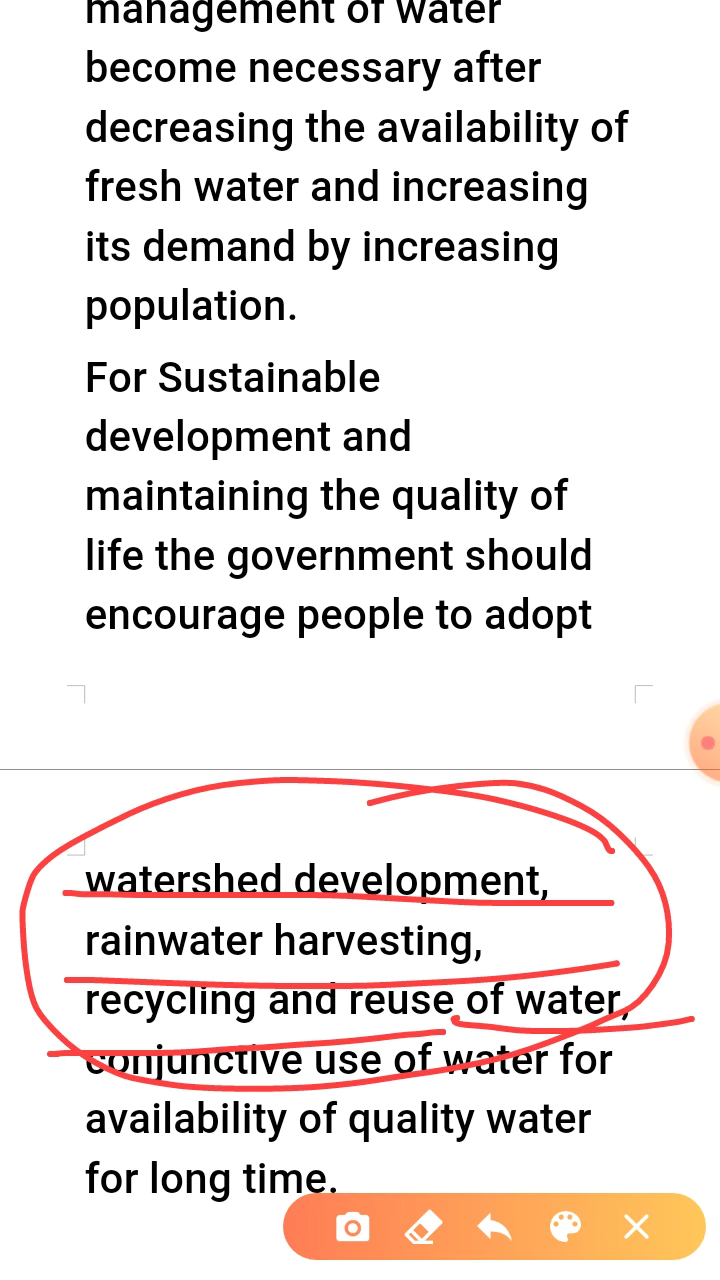 management of water
become necessary after
decreasing the availability of
fresh water and increasing
its demand by increasing
population.
For Sustainable
development and
maintaining the quality of
life the government should
encourage people to adopt
watershed development,
rainwater harvesting,
recycling and reuse of water,
conjunctive use of water for
availability of quality water
for long time.